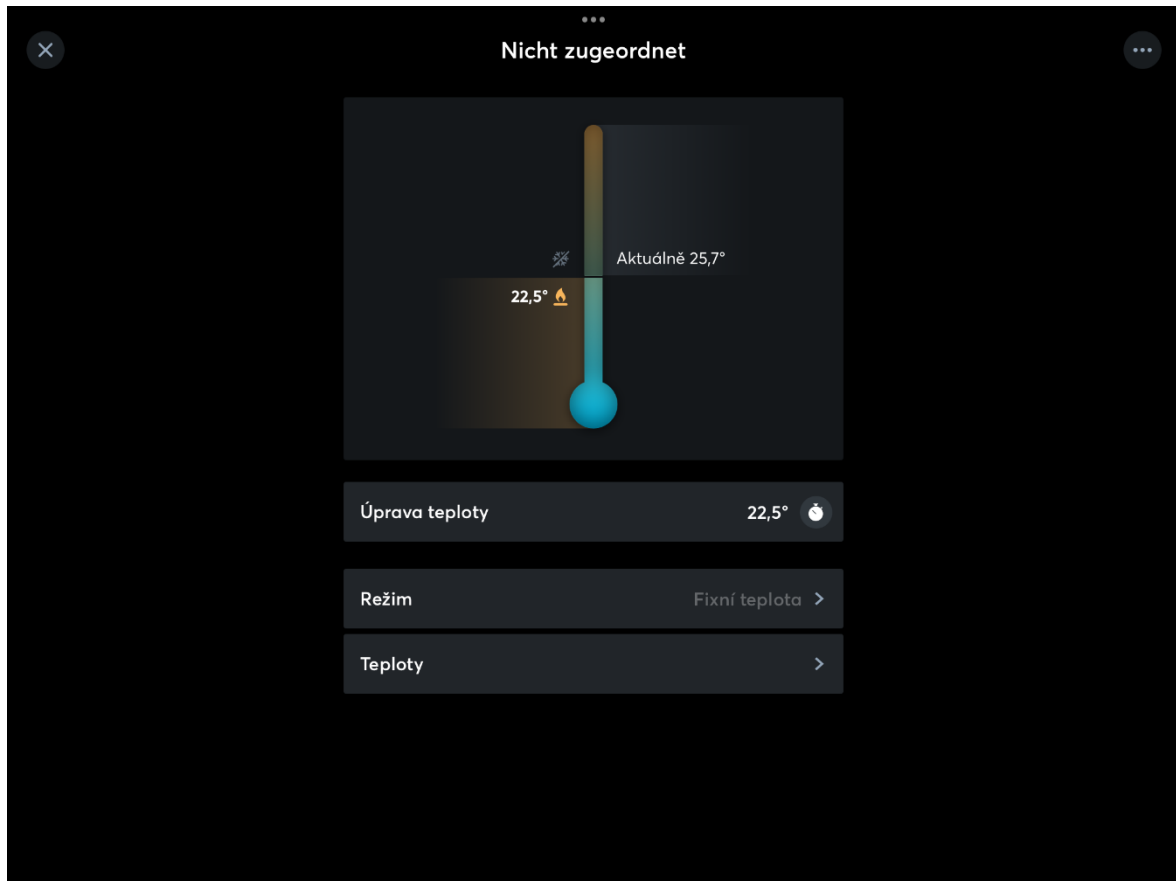 Nicht zugeordnet
Aktuálně 25,7°
22,5°
Úprava teploty 22,5°
Režim Fixní teplota
Teploty